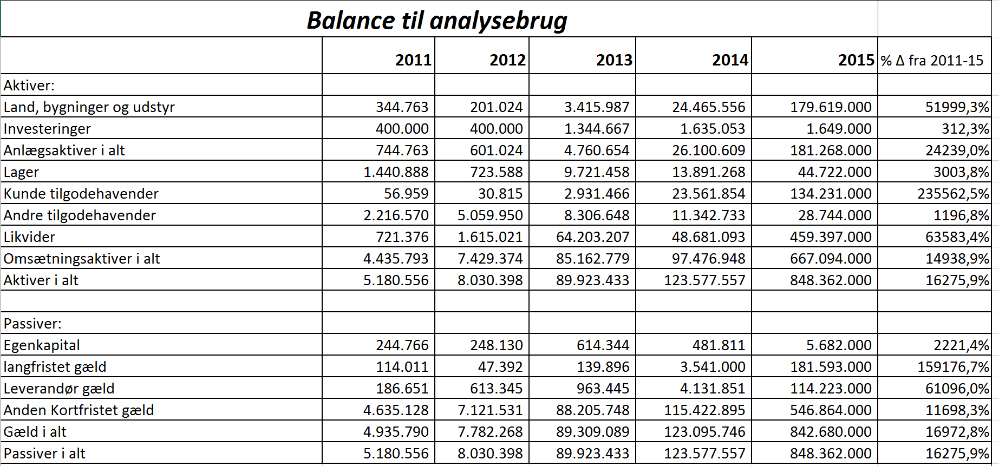 Balance til analysebrug
2011 2012 2013 2014 2015 % Δ fra 2011-15
Aktiver:
Land, bygninger og udstyr 344.763 201.024 3.415.987 24.465.556 179.619.000 51999,3%
Investeringer 400.000 400.000 1.344.667 1.635.053 1.649.000 312,3%
Anlægsaktiver i alt 744.763 601.024 4.760.654 26.100.609 181.268.000 24239,0%
Lager 1.440.888 723.588 9.721.458 13.891.268 44.722.000 3003,8%
Kunde tilgodehavender 56.959 30.815 2.931.466 23.561.854 134.231.000 235562,5%
Andre tilgodehavender 2.216.570 5.059.950 8.306.648 11.342.733 28.744.000 1196,8%
Likvider 721.376 1.615.021 64.203.207 48.681.093 459.397.000 63583,4%
Omsætningsaktiver i alt 4.435.793 7.429.374 85.162.779 97.476.948 667.094.000 14938,9%
Aktiver i alt 5.180.556 8.030.398 89.923.433 123.577.557 848.362.000 16275,9%
Passiver:
Egenkapital 244.766 248.130 614.344 481.811 5.682.000 2221,4%
langfristet gæld 114.011 47.392 139.896 3.541.000 181.593.000 159176,7%
Leverandør gæld 186.651 613.345 963.445 4.131.851 114.223.000 61096,0%
Anden Kortfristet gæld 4.635.128 7.121.531 88.205.748 115.422.895 546.864.000 11698,3%
Gæld i alt 4.935.790 7.782.268 89.309.089 123.095.746 842.680.000 16972,8%
Passiver i alt 5.180.556 8.030.398 89.923.433 123.577.557 848.362.000 16275,9%